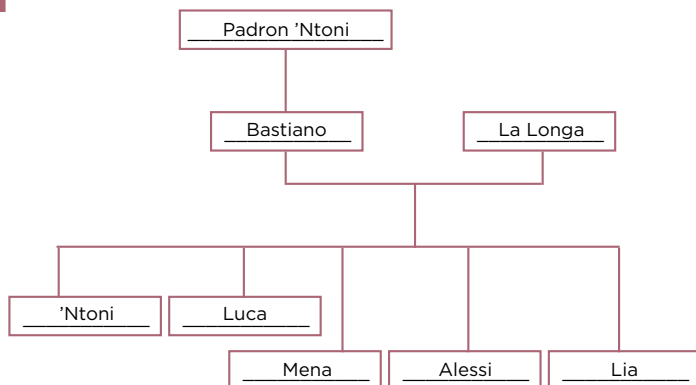 Padron ’Ntoni
Bastiano
La Longa
’Ntoni
Luca
Mena
Alessi
Lia